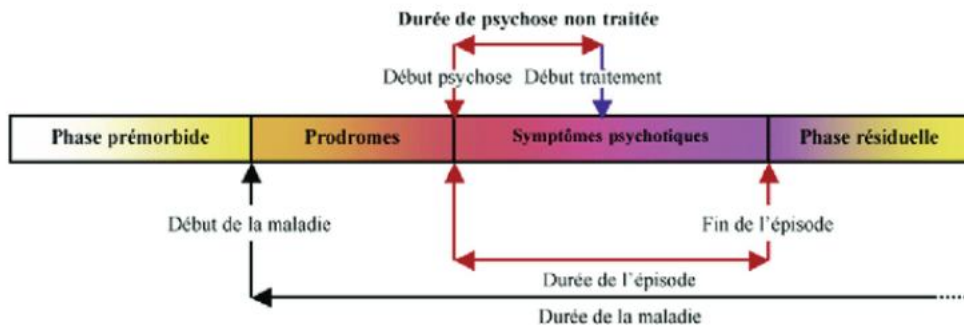 Durée de psychose non traitée
Début psychose Début traitement
Phase prémorbide Prodromes Symptômes psychotiques Phase résiduelle
Début de la maladie Fin de l'épisode
Durée de l'épisode
Durée de la maladie